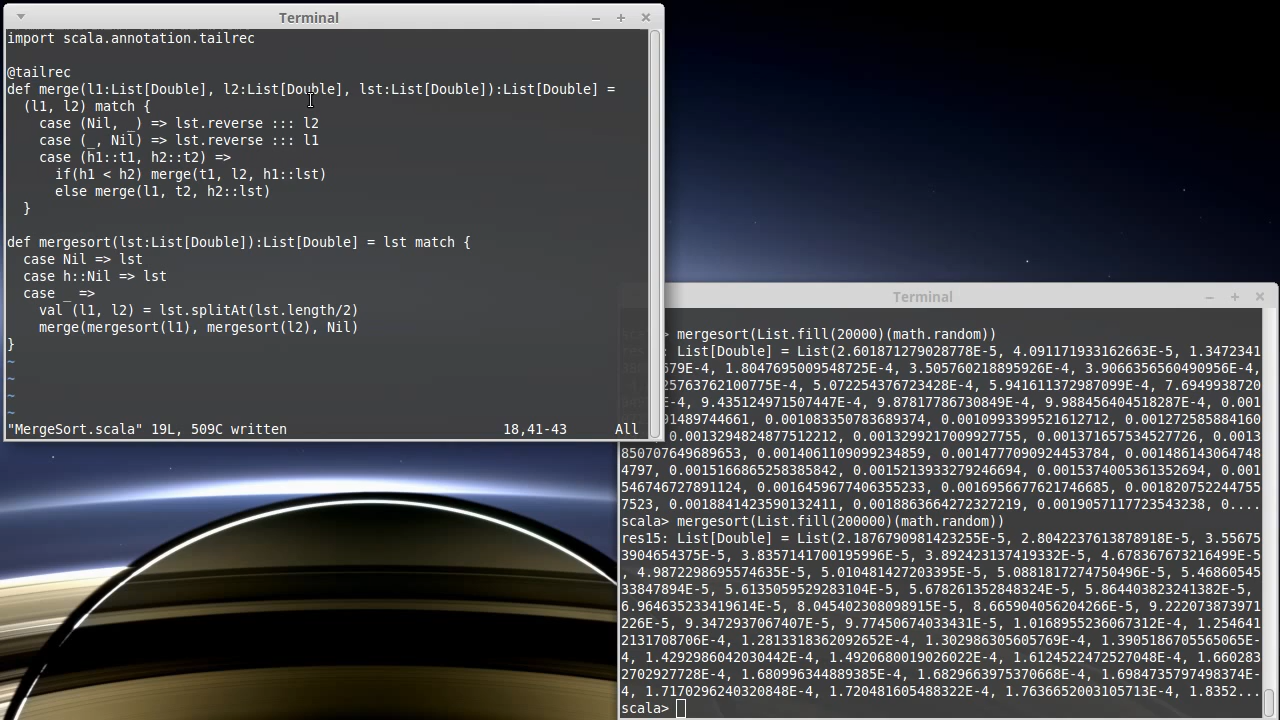 Terminal
import scala.annotation.tailrec
@tailrec
def merge(l1:List[Double], l2:List[Double], lst:List[Double]):List[Double] =
  (l1, l2) match {
    case (Nil, _) => lst.reverse ::: l2
    case (_, Nil) => lst.reverse ::: l1
    case (h1::t1, h2::t2) =>
      if(h1 < h2) merge(t1, l2, h1::lst)
      else merge(l1, t2, h2::lst)
  }
def mergesort(lst:List[Double]):List[Double] = lst match {
  case Nil => lst
  case h::Nil => lst
  case _ =>
    val (l1, l2) = lst.splitAt(lst.length/2)
    merge(mergesort(l1), mergesort(l2), Nil)
}
~
~
~
~
"MergeSort.scala" 19L, 509C written 18,41-43 All
Terminal
> mergesort(List.fill(20000)(math.random))
: List[Double] = List(2.601871279028778E-5, 4.091171933162663E-5, 1.3472341
679E-4, 1.8047695009548725E-4, 3.505760218895926E-4, 3.9066356560490956E-4,
25763762100775E-4, 5.072254376723428E-4, 5.941611372987099E-4, 7.6949938720
E-4, 9.435124971507447E-4, 9.87817786730849E-4, 9.988456404518287E-4, 0.001
01489744661, 0.001083350783689374, 0.0010993399521612712, 0.0012725858841​60
, 0.0013294824877512212, 0.0013299217009927755, 0.001371657534527726, 0.0013
850707649689653, 0.0014061109099234859, 0.0014777090924453784, 0.001486143064748
4797, 0.0015166865258385842, 0.0015213933279246694, 0.0015374005361352694, 0.001
546746727891124, 0.0016459677406355233, 0.0016956677621746685, 0.001820752244755
7523, 0.0018841423590132411, 0.0018863664272327219, 0.0019057117723543238, 0....
scala> mergesort(List.fill(200000)(math.random))
res15: List[Double] = List(2.1876790981423255E-5, 2.8042237613878918E-5, 3.55675
3904654375E-5, 3.8357141700195996E-5, 3.892423137419332E-5, 4.678367673216499E-5
, 4.9872298695574635E-5, 5.010481427203395E-5, 5.0881817274750496E-5, 5.46860545
33847894E-5, 5.6135059529283104E-5, 5.678261352848324E-5, 5.864403823241382E-5,
6.964635233419614E-5, 8.045402308098915E-5, 8.665904056204266E-5, 9.222073873971
226E-5, 9.3472937067407E-5, 9.77450674033431E-5, 1.0168955236067312E-4, 1.254641
2131708706E-4, 1.2813318362092652E-4, 1.302986305605769E-4, 1.3905186705565065E-
4, 1.4292986042030442E-4, 1.4920680019026022E-4, 1.6124522472527048E-4, 1.660283
2702927728E-4, 1.680996344889385E-4, 1.6829663975370668E-4, 1.6984735797498374E-
4, 1.7170296240320848E-4, 1.720481605488322E-4, 1.7636652003105713E-4, 1.8352...
scala>